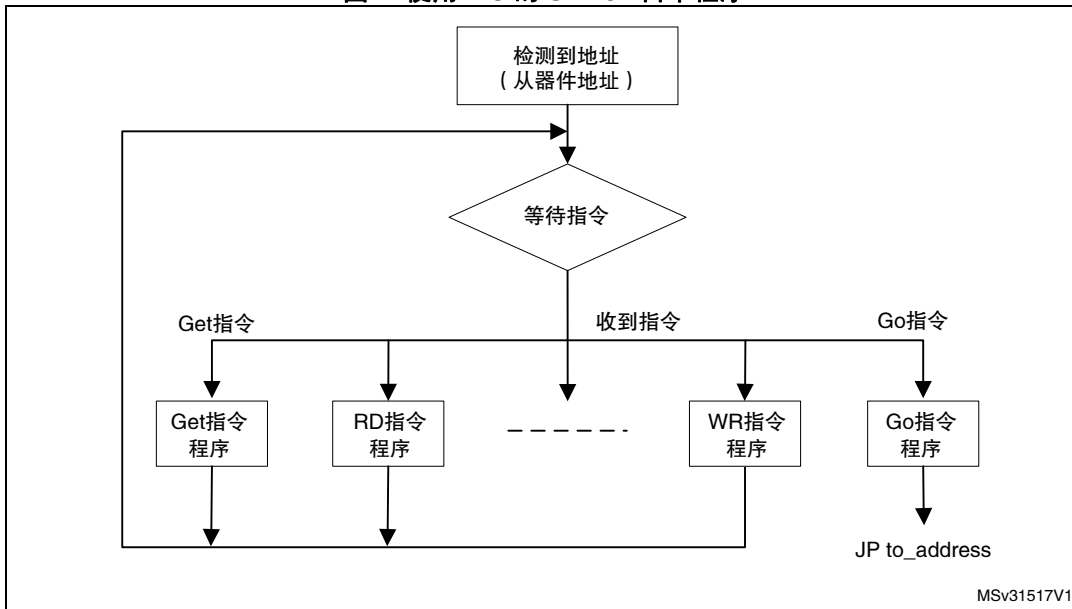 检测到地址
（从器件地址）
等待指令
Get指令
收到指令
Go指令
Get指令
程序
RD指令
程序
WR指令
程序
Go指令
程序
JP to_address
MSv31517V1